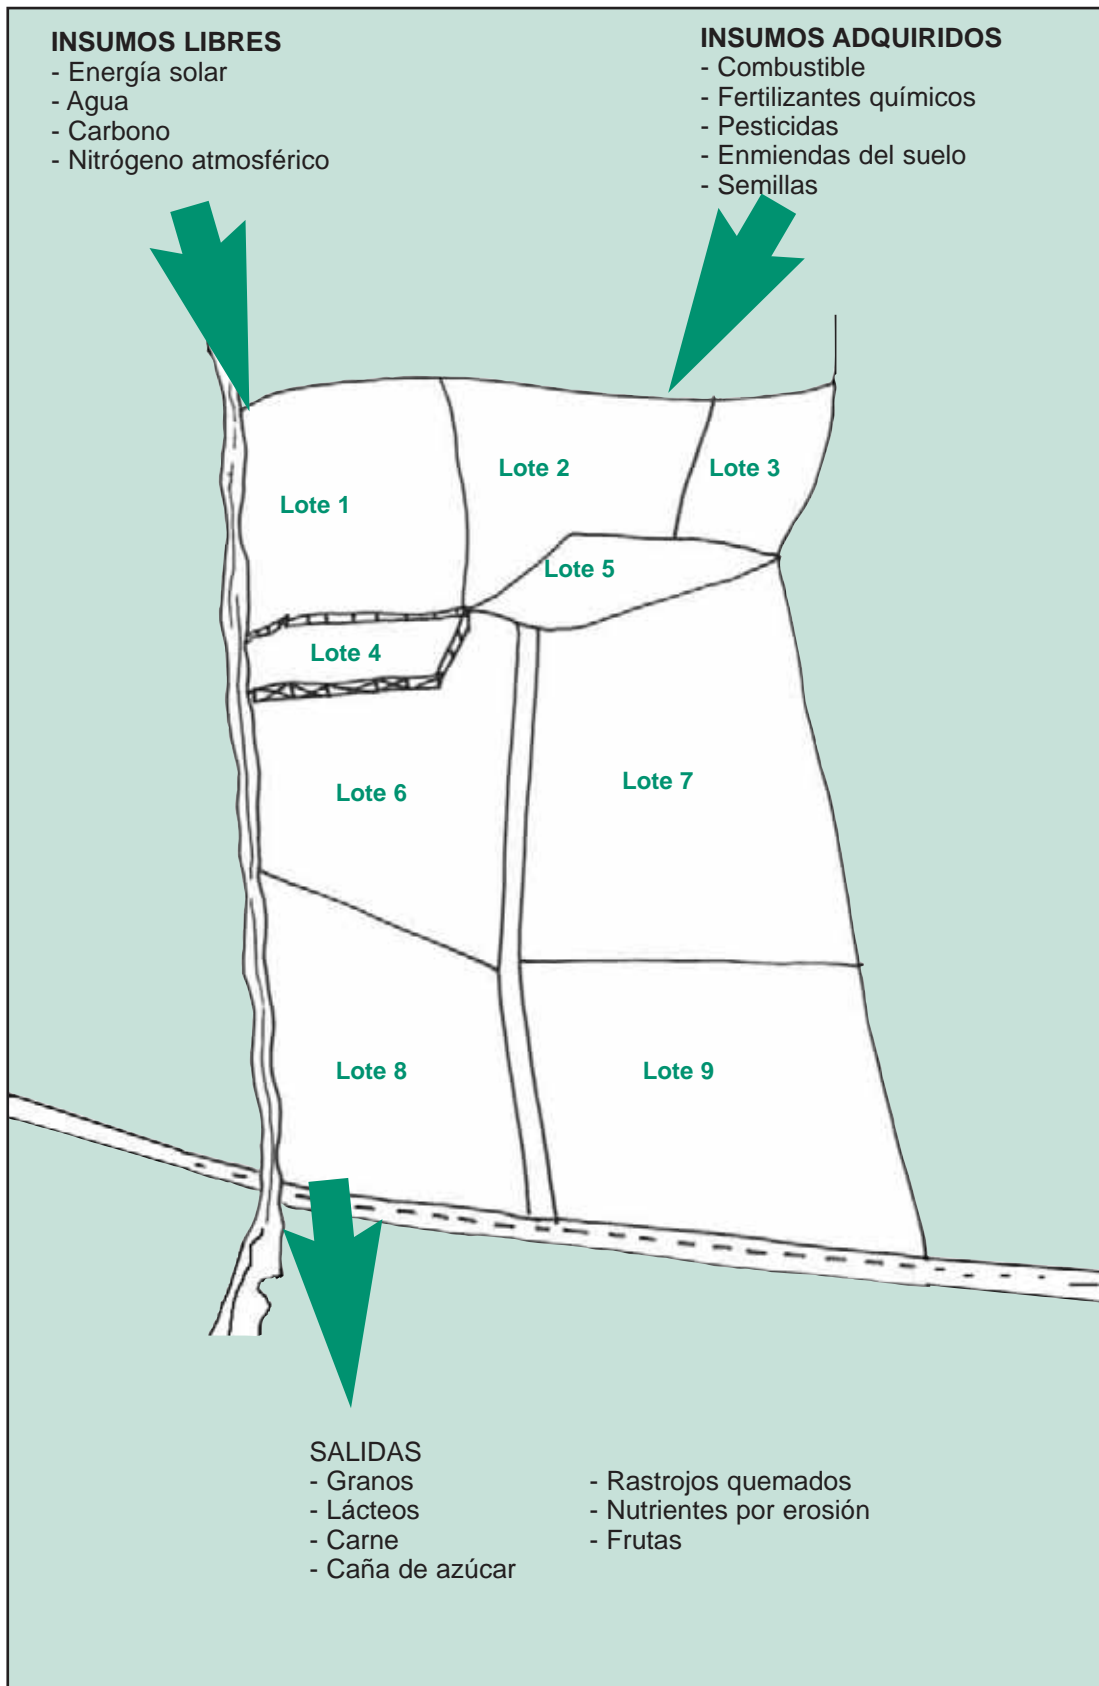 INSUMOS LIBRES
- Energía solar
- Agua
- Carbono
- Nitrógeno atmosférico
INSUMOS ADQUIRIDOS
- Combustible
- Fertilizantes químicos
- Pesticidas
- Enmiendas del suelo
- Semillas
Lote 1
Lote 2
Lote 3
Lote 5
Lote 4
Lote 6
Lote 7
Lote 8
Lote 9
SALIDAS
- Granos
- Lácteos
- Carne
- Caña de azúcar
- Rastrojos quemados
- Nutrientes por erosión
- Frutas